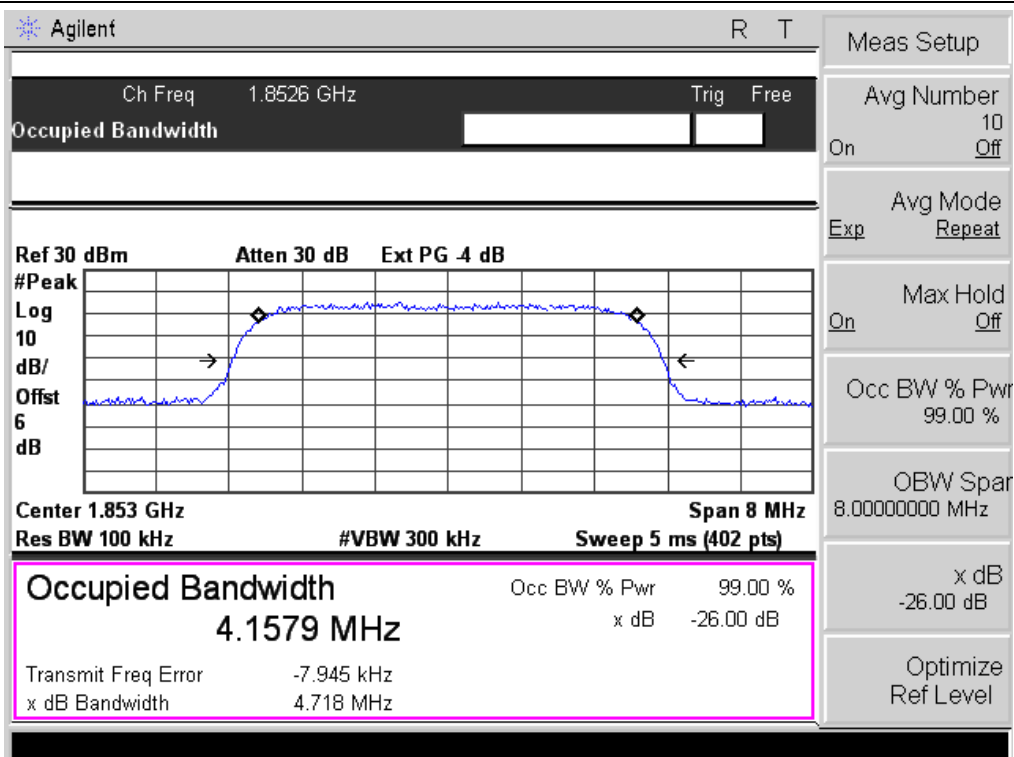 Agilent R T
Ch Freq 1.8526 GHz Trig Free
Occupied Bandwidth
Ref 30 dBm Atten 30 dB Ext PG -4 dB
#Peak
Log
10
dB/
Offst
6
dB
Center 1.853 GHz Span 8 MHz
Res BW 100 kHz #VBW 300 kHz Sweep 5 ms (402 pts)
Occupied Bandwidth
4.1579 MHz
Occ BW % Pwr 99.00 %
x dB -26.00 dB
Transmit Freq Error -7.945 kHz
x dB Bandwidth 4.718 MHz
Meas Setup
Avg Number
10
On Off
Avg Mode
Exp Repeat
Max Hold
On Off
Occ BW % Pwr
99.00 %
OBW Spar
8.00000000 MHz
x dB
-26.00 dB
Optimize
Ref Level